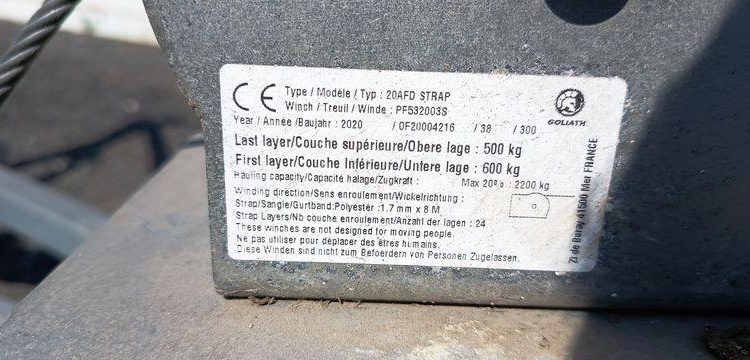 CE
Type / Modèle / Typ : 20AFD STRAP
Winch / Treuil / Winde : PF532003S
Year / Année /Baujahr : 2020 / OF20004216 / 38 / 300
GOLIATH
Last layer/Couche supérieure/Obere lage : 500 kg
First layer/Couche Inférieure/Untere lage : 600 kg
Hauling capacity/Capacité halage/Zugkraft : Max 20% : 2200 kg
Winding direction/Sens enroulement/Wickelrichtung :
Strap/Sangle/Gurtband:Polyester :1.7 mm x 8 M
Strap Layers/Nb couche enroulement/Anzahl der lagen : 24
These winches are not designed for moving people.
Ne pas utiliser pour déplacer des êtres humains.
Diese Winden sind nicht zum Befoerdern von Personen Zugelassen.
ZI de Buray 41500 Mer FRANCE